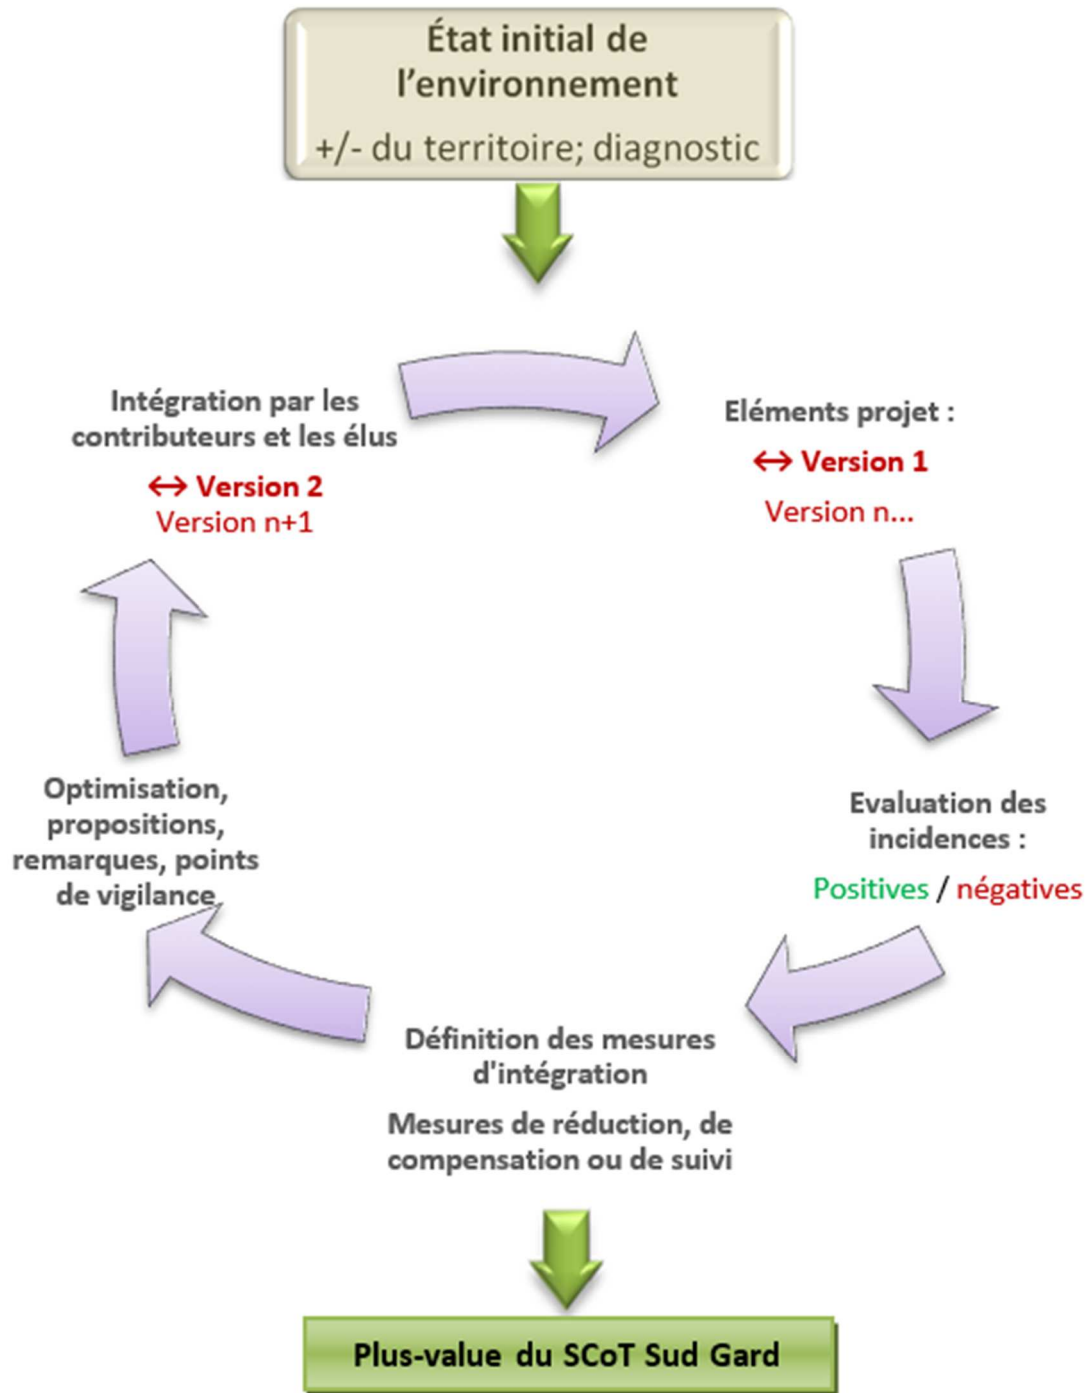 État initial de
l'environnement
+/- du territoire; diagnostic
Intégration par les
contributeurs et les élus
↔ Version 2
Version n+1
Eléments projet :
↔ Version 1
Version n...
Evaluation des
incidences :
Positives / négatives
Définition des mesures
d'intégration
Mesures de réduction, de
compensation ou de suivi
Optimisation,
propositions,
remarques, points
de vigilance
Plus-value du SCoT Sud Gard